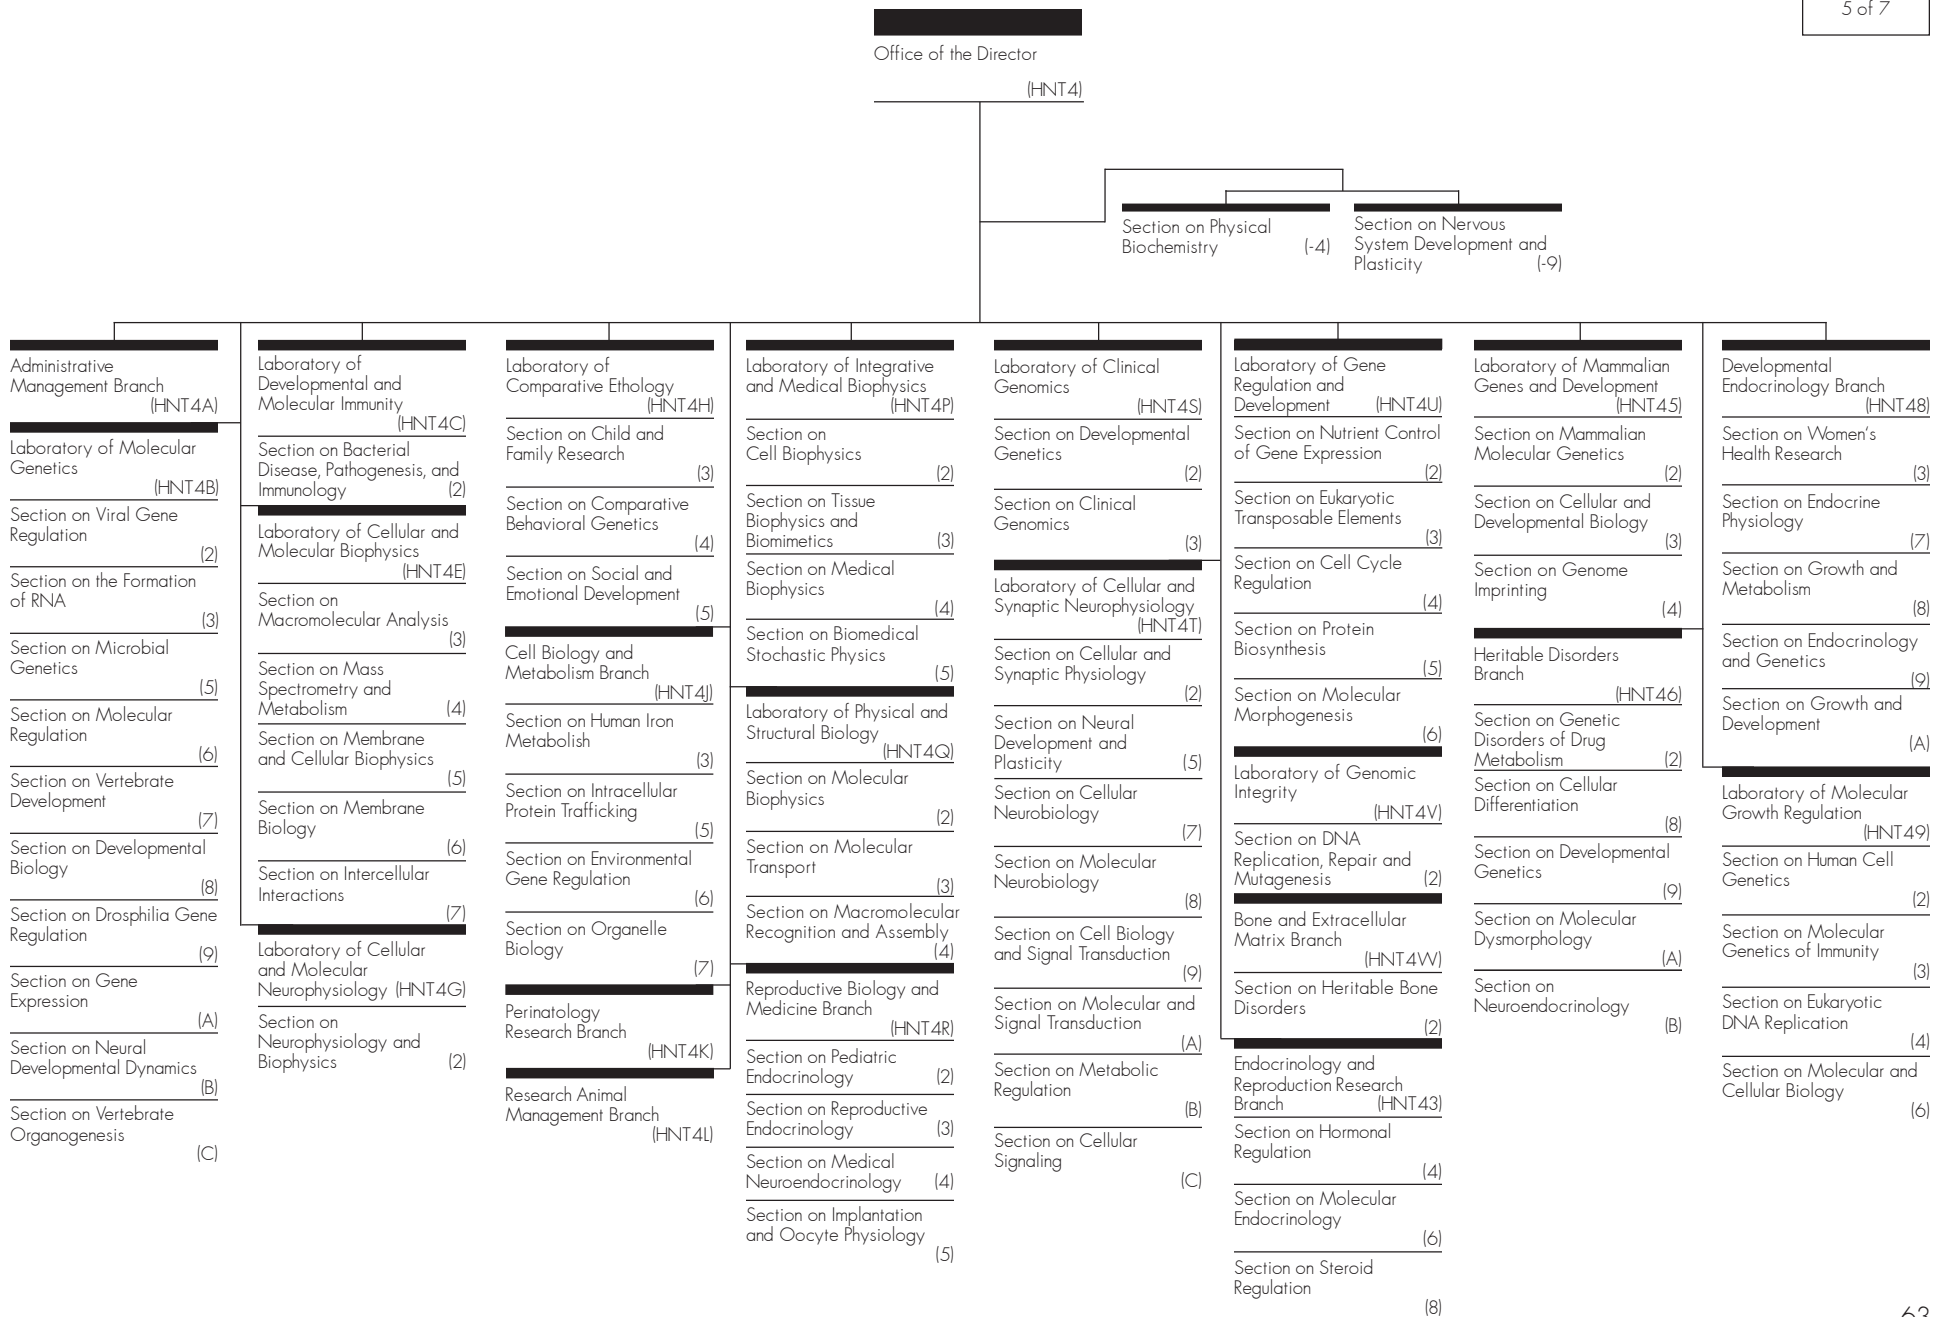 5 of 7
Office of the Director
(HNT4)
Section on Physical
Biochemistry (-4)
Section on Nervous
System Development and
Plasticity (-9)
Administrative
Management Branch
(HNT4A)
Laboratory of Molecular
Genetics
(HNT4B)
Section on Viral Gene
Regulation
(2)
Section on the Formation
of RNA
(3)
Section on Microbial
Genetics
(5)
Section on Molecular
Regulation
(6)
Section on Vertebrate
Development
(7)
Section on Developmental
Biology
(8)
Section on Drosphilia Gene
Regulation
(9)
Section on Gene
Expression
(A)
Section on Neural
Developmental Dynamics
(B)
Section on Vertebrate
Organogenesis
(C)
Laboratory of
Developmental and
Molecular Immunity
(HNT4C)
Section on Bacterial
Disease, Pathogenesis, and
Immunology (2)
Laboratory of Cellular and
Molecular Biophysics
(HNT4E)
Section on
Macromolecular Analysis
(3)
Section on Mass
Spectrometry and
Metabolism (4)
Section on Membrane
and Cellular Biophysics
(5)
Section on Membrane
Biology
(6)
Section on Intercellular
Interactions
(7)
Laboratory of Cellular
and Molecular
Neurophysiology (HNT4G)
Section on
Neurophysiology and
Biophysics (2)
Laboratory of
Comparative Ethology
(HNT4H)
Section on Child and
Family Research
(3)
Section on Comparative
Behavioral Genetics
(4)
Section on Social and
Emotional Development
(5)
Cell Biology and
Metabolism Branch
(HNT4J)
Section on Human Iron
Metabolish
(3)
Section on Intracellular
Protein Trafficking
(5)
Section on Environmental
Gene Regulation
(6)
Section on Organelle
Biology
(7)
Perinatology
Research Branch
(HNT4K)
Research Animal
Management Branch
(HNT4L)
Laboratory of Integrative
and Medical Biophysics
(HNT4P)
Section on
Cell Biophysics
(2)
Section on Tissue
Biophysics and
Biomimetics (3)
Section on Medical
Biophysics
(4)
Section on Biomedical
Stochastic Physics
(5)
Laboratory of Physical and
Structural Biology
(HNT4Q)
Section on Molecular
Biophysics
(2)
Section on Molecular
Transport
(3)
Section on Macromolecular
Recognition and Assembly
(4)
Reproductive Biology and
Medicine Branch
(HNT4R)
Section on Pediatric
Endocrinology (2)
Section on Reproductive
Endocrinology (3)
Section on Medical
Neuroendocrinology (4)
Section on Implantation
and Oocyte Physiology
(5)
Laboratory of Clinical
Genomics
(HNT4S)
Section on Developmental
Genetics
(2)
Section on Clinical
Genomics
(3)
Laboratory of Cellular and
Synaptic Neurophysiology
(HNT4T)
Section on Cellular and
Synaptic Physiology
(2)
Section on Neural
Development and
Plasticity (5)
Section on Cellular
Neurobiology
(7)
Section on Molecular
Neurobiology
(8)
Section on Cell Biology
and Signal Transduction
(9)
Section on Molecular and
Signal Transduction
(A)
Section on Metabolic
Regulation
(B)
Section on Cellular
Signaling
(C)
Laboratory of Gene
Regulation and
Development (HNT4U)
Section on Nutrient Control
of Gene Expression
(2)
Section on Eukaryotic
Transposable Elements
(3)
Section on Cell Cycle
Regulation
(4)
Section on Protein
Biosynthesis
(5)
Section on Molecular
Morphogenesis
(6)
Laboratory of Genomic
Integrity
(HNT4V)
Section on DNA
Replication, Repair and
Mutagenesis (2)
Bone and Extracellular
Matrix Branch
(HNT4W)
Section on Heritable Bone
Disorders
(2)
Endocrinology and
Reproduction Research
Branch (HNT43)
Section on Hormonal
Regulation
(4)
Section on Molecular
Endocrinology
(6)
Section on Steroid
Regulation
(8)
Laboratory of Mammalian
Genes and Development
(HNT45)
Section on Mammalian
Molecular Genetics
(2)
Section on Cellular and
Developmental Biology
(3)
Section on Genome
Imprinting
(4)
Heritable Disorders
Branch
(HNT46)
Section on Genetic
Disorders of Drug
Metabolism (2)
Section on Cellular
Differentiation
(8)
Section on Developmental
Genetics
(9)
Section on Molecular
Dysmorphology
(A)
Section on
Neuroendocrinology
(B)
Developmental
Endocrinology Branch
(HNT48)
Section on Women's
Health Research
(3)
Section on Endocrine
Physiology
(7)
Section on Growth and
Metabolism
(8)
Section on Endocrinology
and Genetics
(9)
Section on Growth and
Development
(A)
Laboratory of Molecular
Growth Regulation
(HNT49)
Section on Human Cell
Genetics
(2)
Section on Molecular
Genetics of Immunity
(3)
Section on Eukaryotic
DNA Replication
(4)
Section on Molecular and
Cellular Biology
(6)